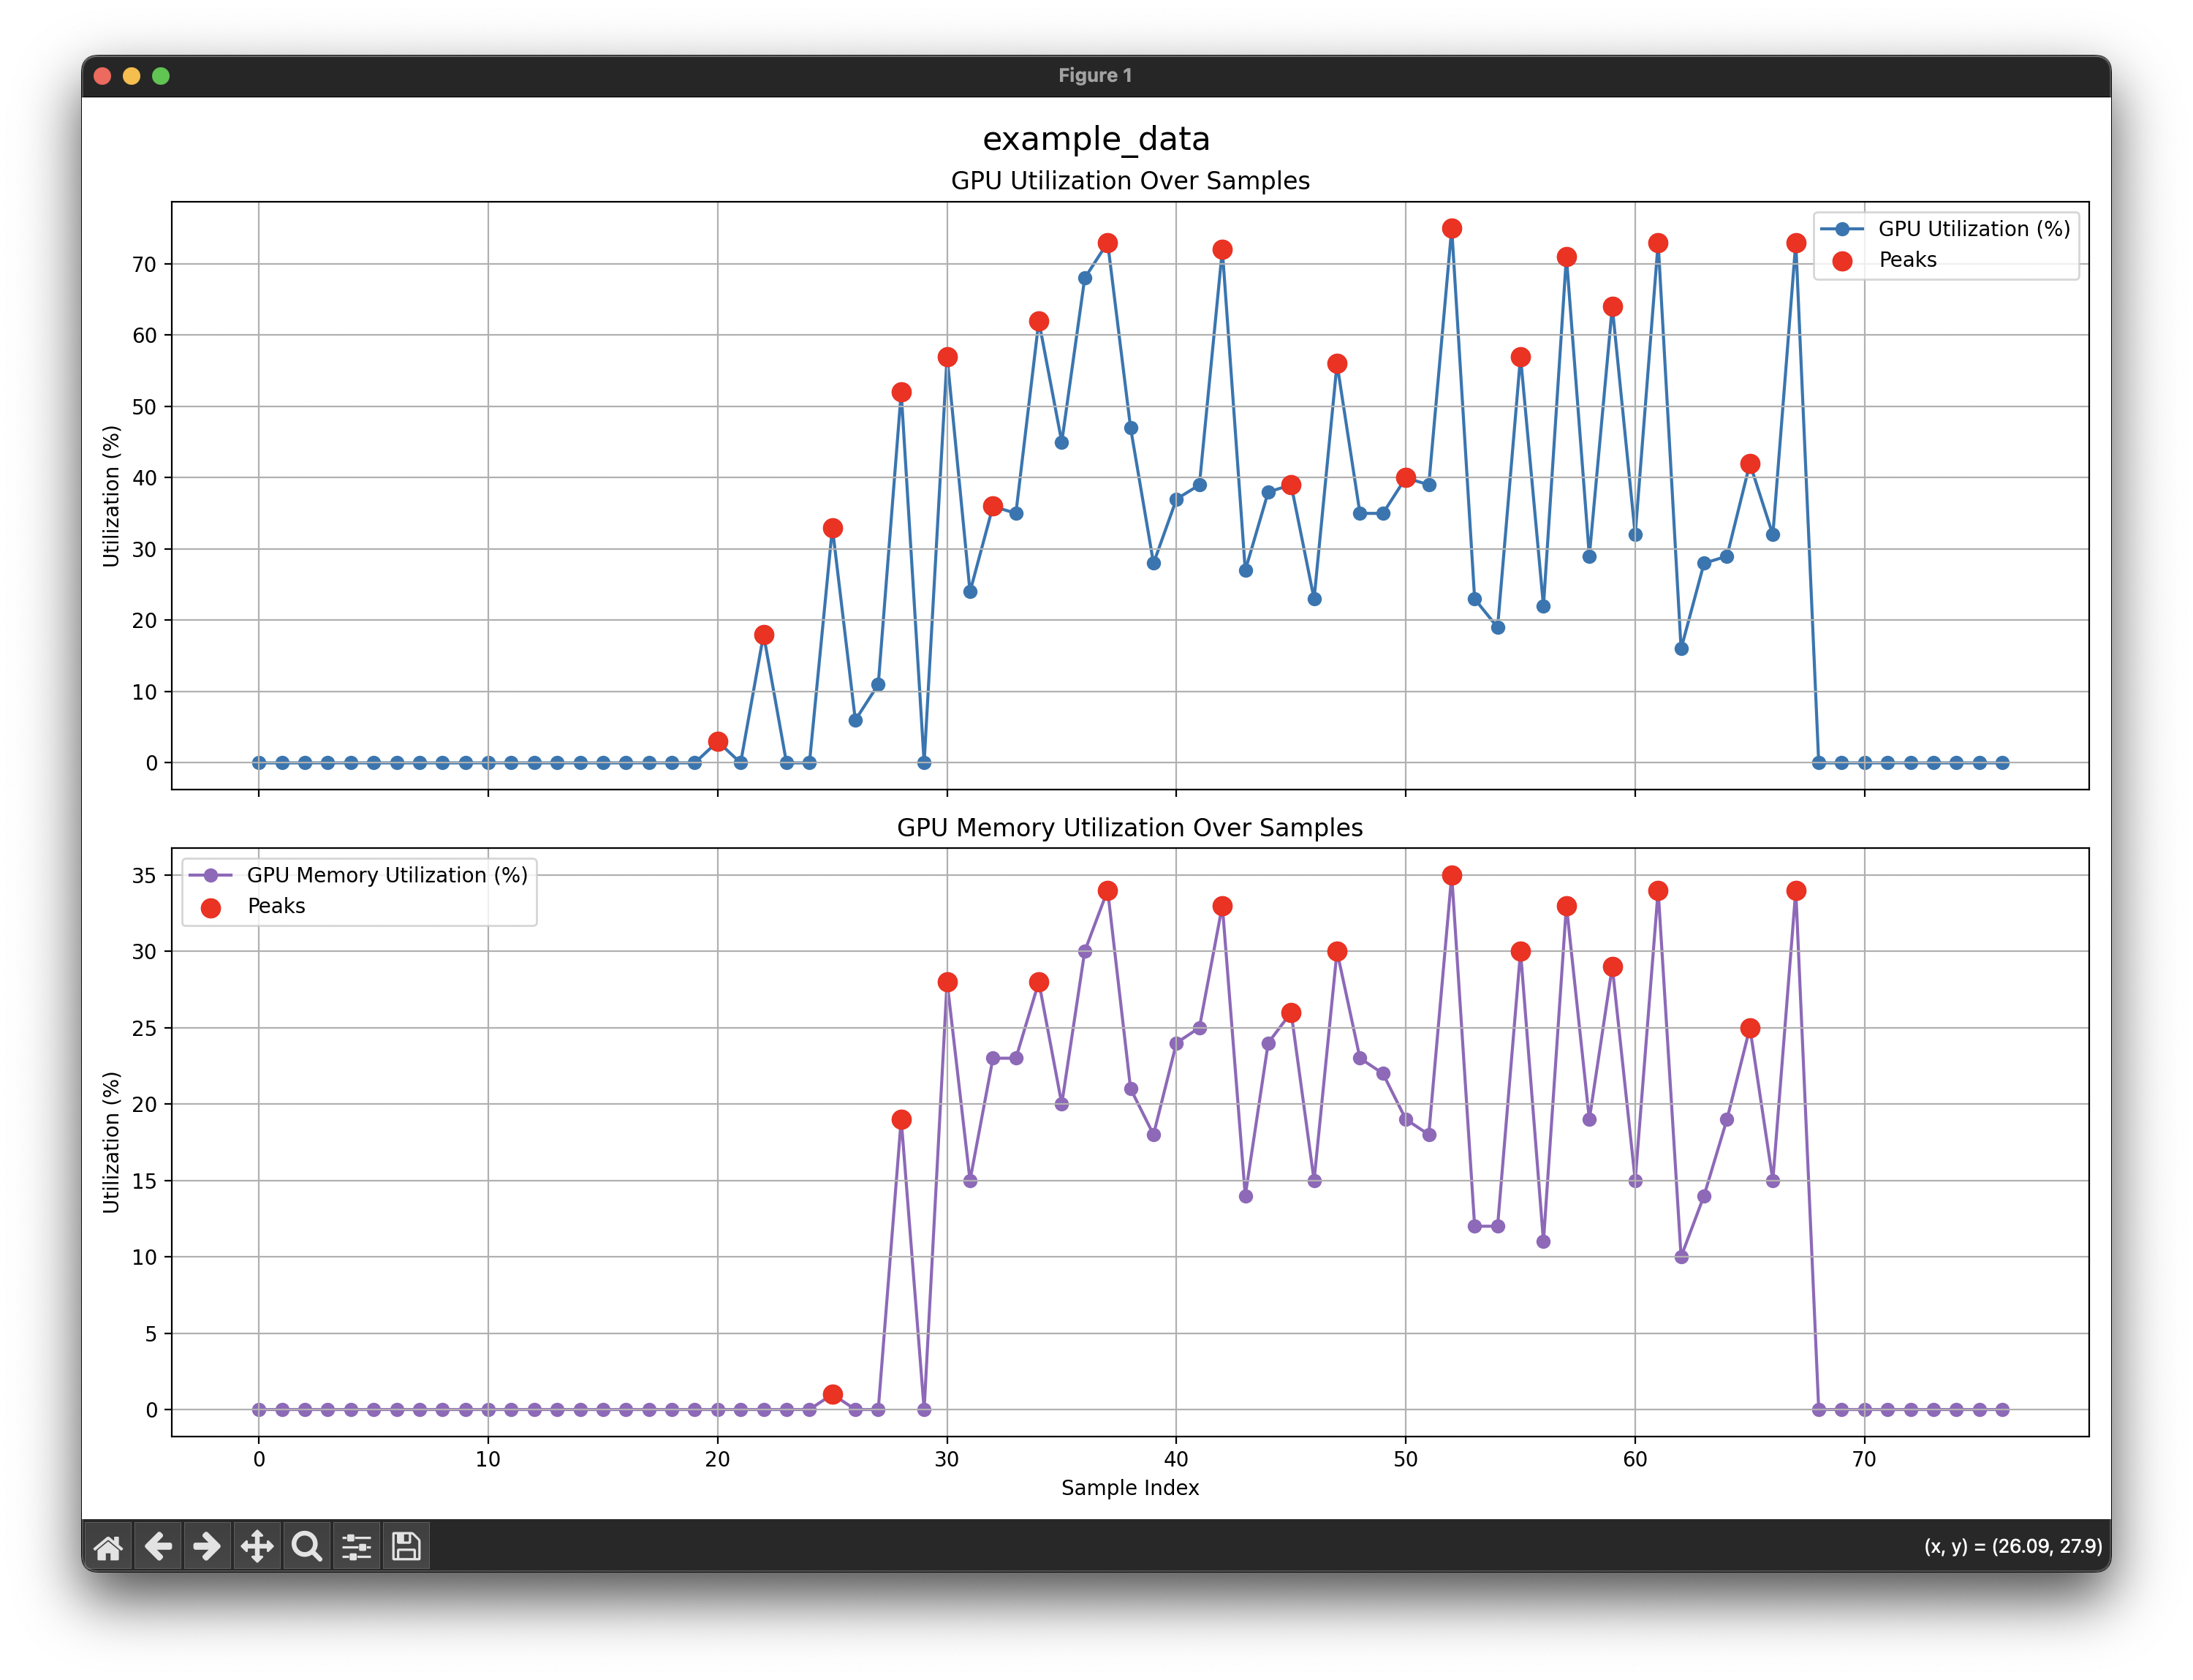 Figure 1
example_data
GPU Utilization Over Samples
GPU Utilization (%)
Peaks
Utilization (%)
70
60
50
40
30
20
10
0
GPU Memory Utilization Over Samples
GPU Memory Utilization (%)
Peaks
Utilization (%)
35
30
25
20
15
10
5
0
0 10 20 30 40 50 60 70
Sample Index
(x, y) = (26.09, 27.9)